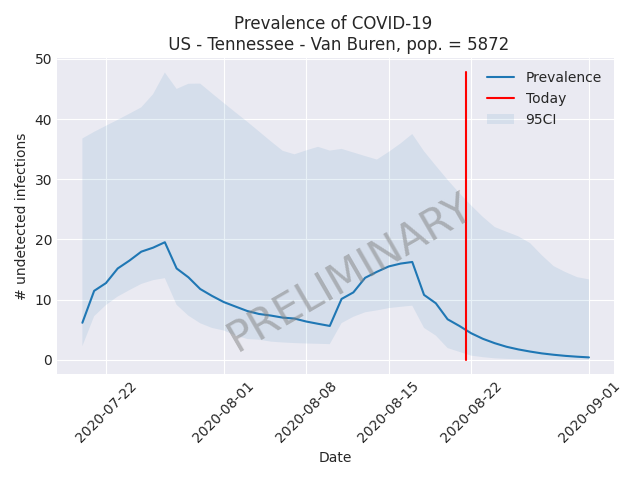 Prevalence of COVID-19
US - Tennessee - Van Buren, pop. = 5872
50
40
30
20
10
0
# undetected infections
Prevalence
Today
95CI
PRELIMINARY
2020-07-22
2020-08-01
2020-08-08
2020-08-15
2020-08-22
2020-09-01
Date